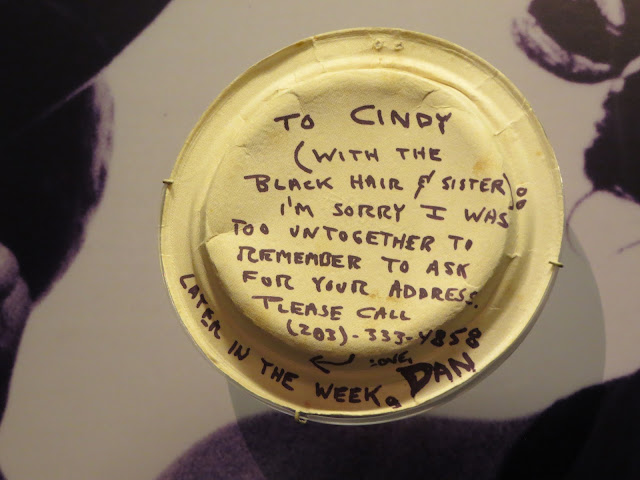 TO CINDY
(WITH THE
BLACK HAIR & SISTER):
I'M SORRY I WAS
TOO UNTOGETHER TO
REMEMBER TO ASK
FOR YOUR ADDRESS.
PLEASE CALL
(203)-333-4858
LATER IN THE WEEK.
LOVE,
DAN